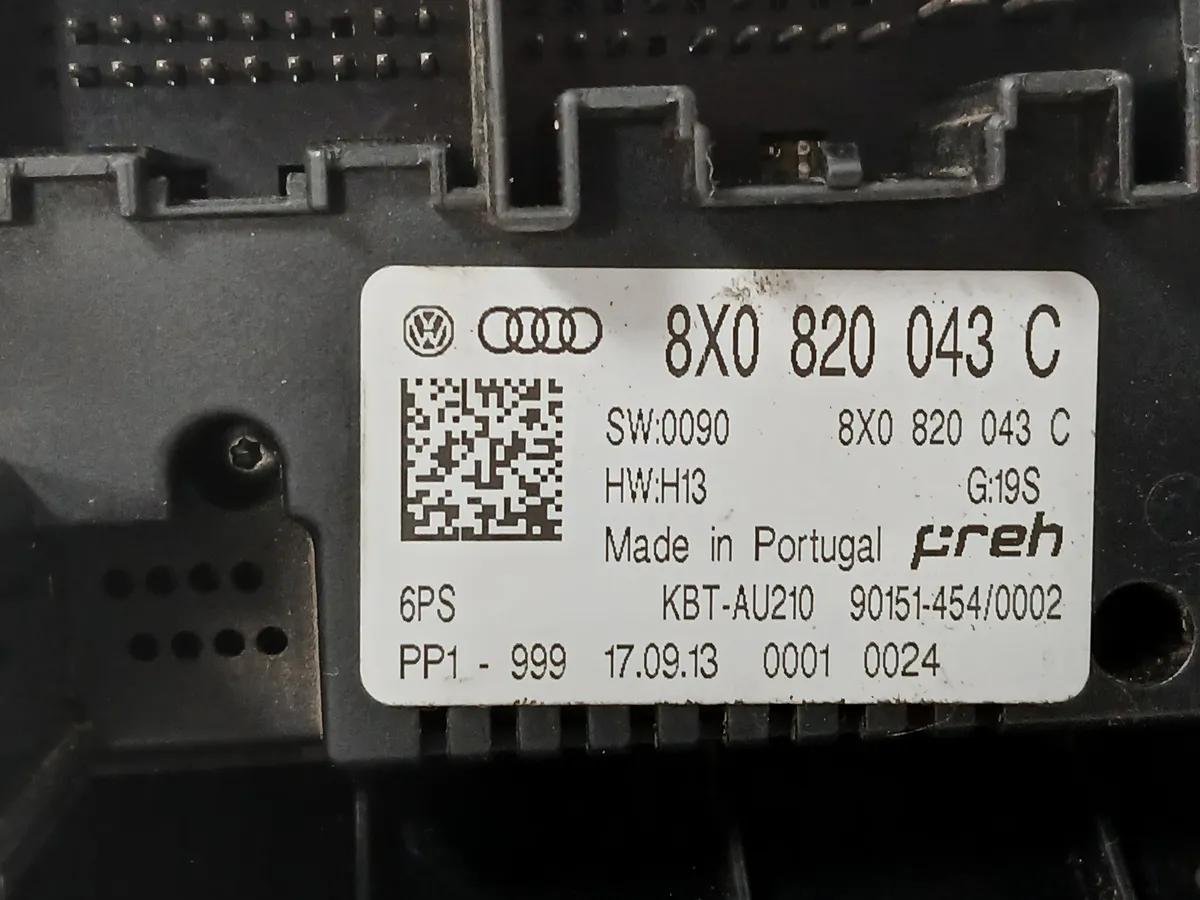 8X0 820 043 C
SW:0090 8X0 820 043 C
HW:H13 G:19S
Made in Portugal preh
6PS KBT-AU210 90151-454/0002
PP1 - 999 17.09.13 0001 0024